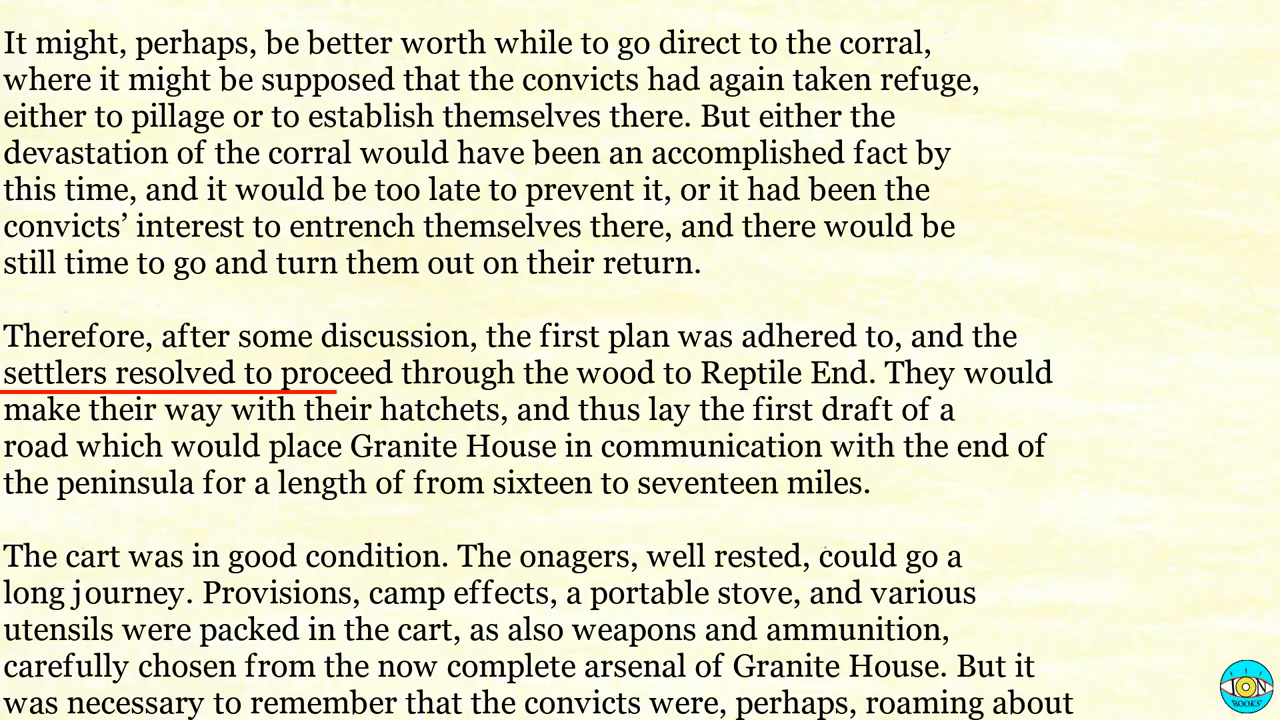 It might, perhaps, be better worth while to go direct to the corral,
where it might be supposed that the convicts had again taken refuge,
either to pillage or to establish themselves there. But either the
devastation of the corral would have been an accomplished fact by
this time, and it would be too late to prevent it, or it had been the
convicts’ interest to entrench themselves there, and there would be
still time to go and turn them out on their return.
Therefore, after some discussion, the first plan was adhered to, and the
settlers resolved to proceed through the wood to Reptile End. They would
make their way with their hatchets, and thus lay the first draft of a
road which would place Granite House in communication with the end of
the peninsula for a length of from sixteen to seventeen miles.
The cart was in good condition. The onagers, well rested, could go a
long journey. Provisions, camp effects, a portable stove, and various
utensils were packed in the cart, as also weapons and ammunition,
carefully chosen from the now complete arsenal of Granite House. But it
was necessary to remember that the convicts were, perhaps, roaming about
ION
BOOKS